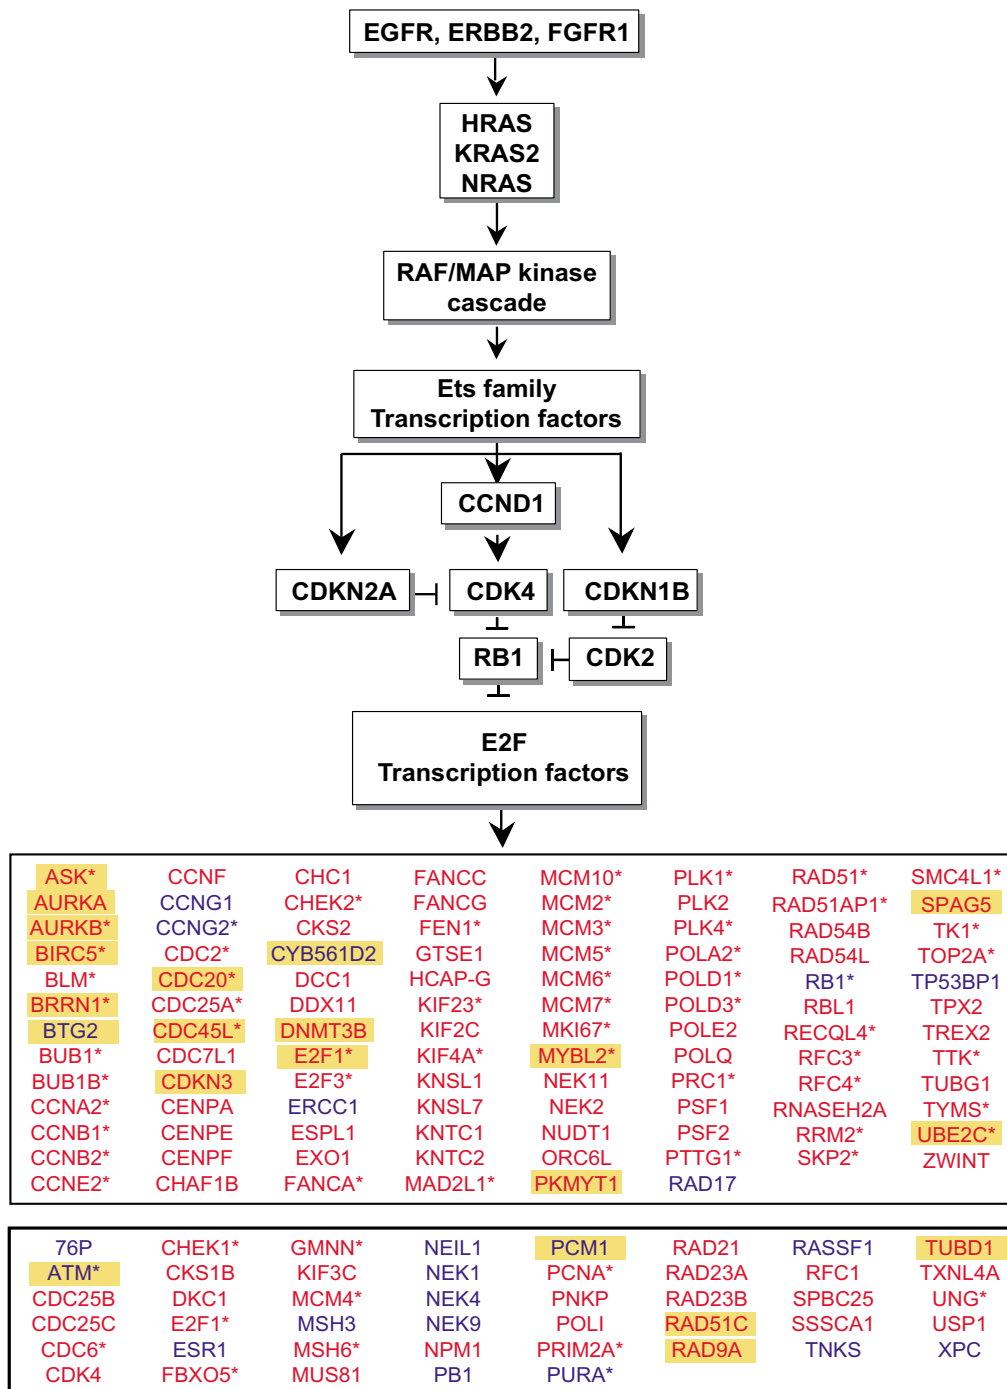 EGFR, ERBB2, FGFR1
HRAS
KRAS2
NRAS
RAF/MAP kinase
cascade
Ets family
Transcription factors
CCND1
CDKN2A CDK4 CDKN1B
RB1 CDK2
E2F
Transcription factors
ASK* CCNF CHC1 FANCC MCM10* PLK1* RAD51* SMC4L1*
AURKA CCNG1 CHEK2* FANCG MCM2* PLK2 RAD51AP1* SPAG5
AURKB* CCNG2* CKS2 FEN1* MCM3* PLK4* RAD54B TK1*
BIRC5* CDC2* CYB561D2 GTSE1 MCM5* POLA2* RAD54L TOP2A*
BLM* CDC20* DCC1 HCAP-G MCM6* POLD1* RB1* TP53BP1
BRRN1* CDC25A* DDX11 KIF23* MCM7* POLD3* RBL1 TPX2
BTG2 CDC45L* DNMT3B KIF2C MKI67* POLE2 RECQL4* TREX2
BUB1* CDC7L1 E2F1* KIF4A* MYBL2* POLQ RFC3* TTK*
BUB1B* CDKN3 E2F3* KNSL1 NEK11 PRC1* RFC4* TUBG1
CCNA2* CENPA ERCC1 KNSL7 NEK2 PSF1 RNASEH2A TYMS*
CCNB1* CENPE ESPL1 KNTC1 NUDT1 PSF2 RRM2* UBE2C*
CCNB2* CENPF EXO1 KNTC2 ORC6L PTTG1* SKP2* ZWINT
CCNE2* CHAF1B FANCA* MAD2L1* PKMYT1 RAD17
76P CHEK1* GMNN* NEIL1 PCM1 RAD21 RASSF1 TUBD1
ATM* CKS1B KIF3C NEK1 PCNA* RAD23A RFC1 TXNL4A
CDC25B DKC1 MCM4* NEK4 PNKP RAD23B SPBC25 UNG*
CDC25C E2F1* MSH3 NEK9 POLI RAD51C SSSCA1 USP1
CDC6* ESR1 MSH6* NPM1 PRIM2A* RAD9A TNKS XPC
CDK4 FBXO5* MUS81 PB1 PURA*